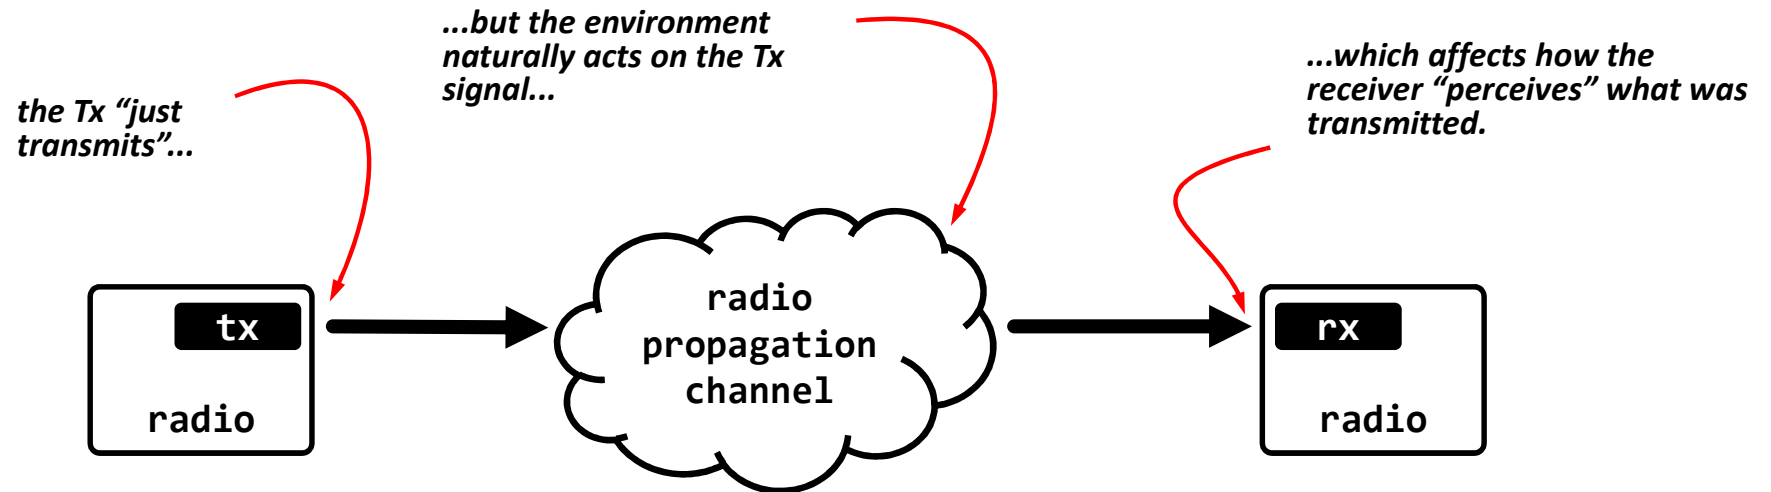 the Tx “just
transmits”...
...but the environment
naturally acts on the Tx
signal...
...which affects how the
receiver “perceives” what was
transmitted.
tx
radio
radio
propagation
channel
rx
radio